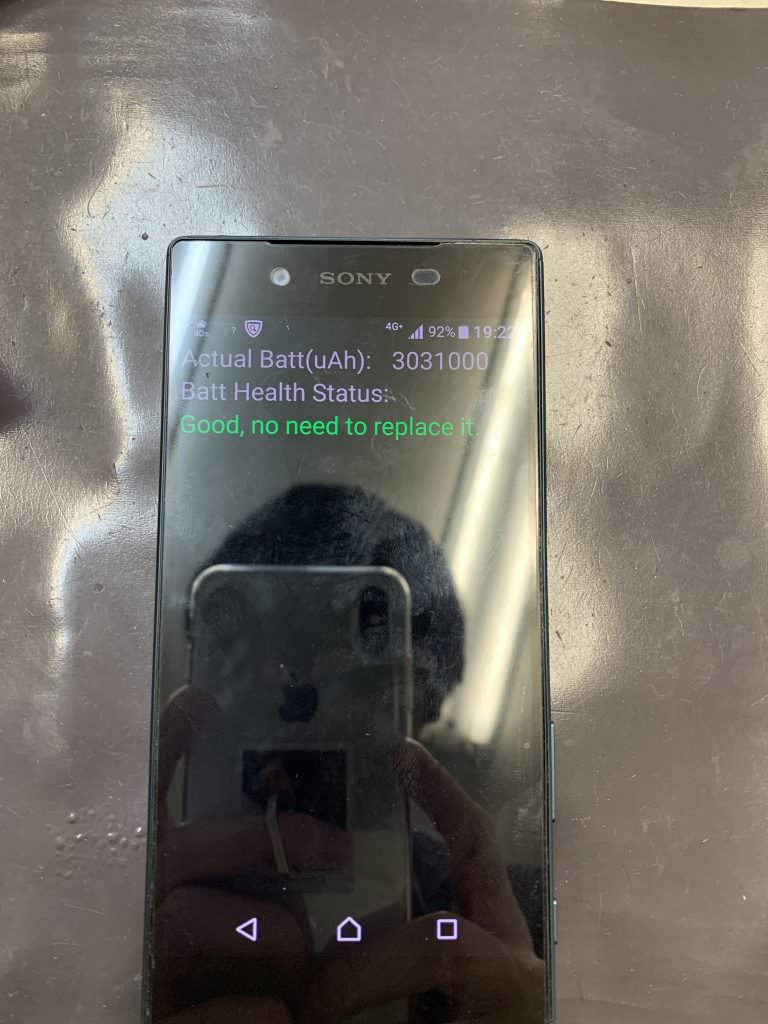 SONY
? 4G+ 92% 19:22
Actual Batt(uAh): 3031000
Batt Health Status:
Good, no need to replace it.